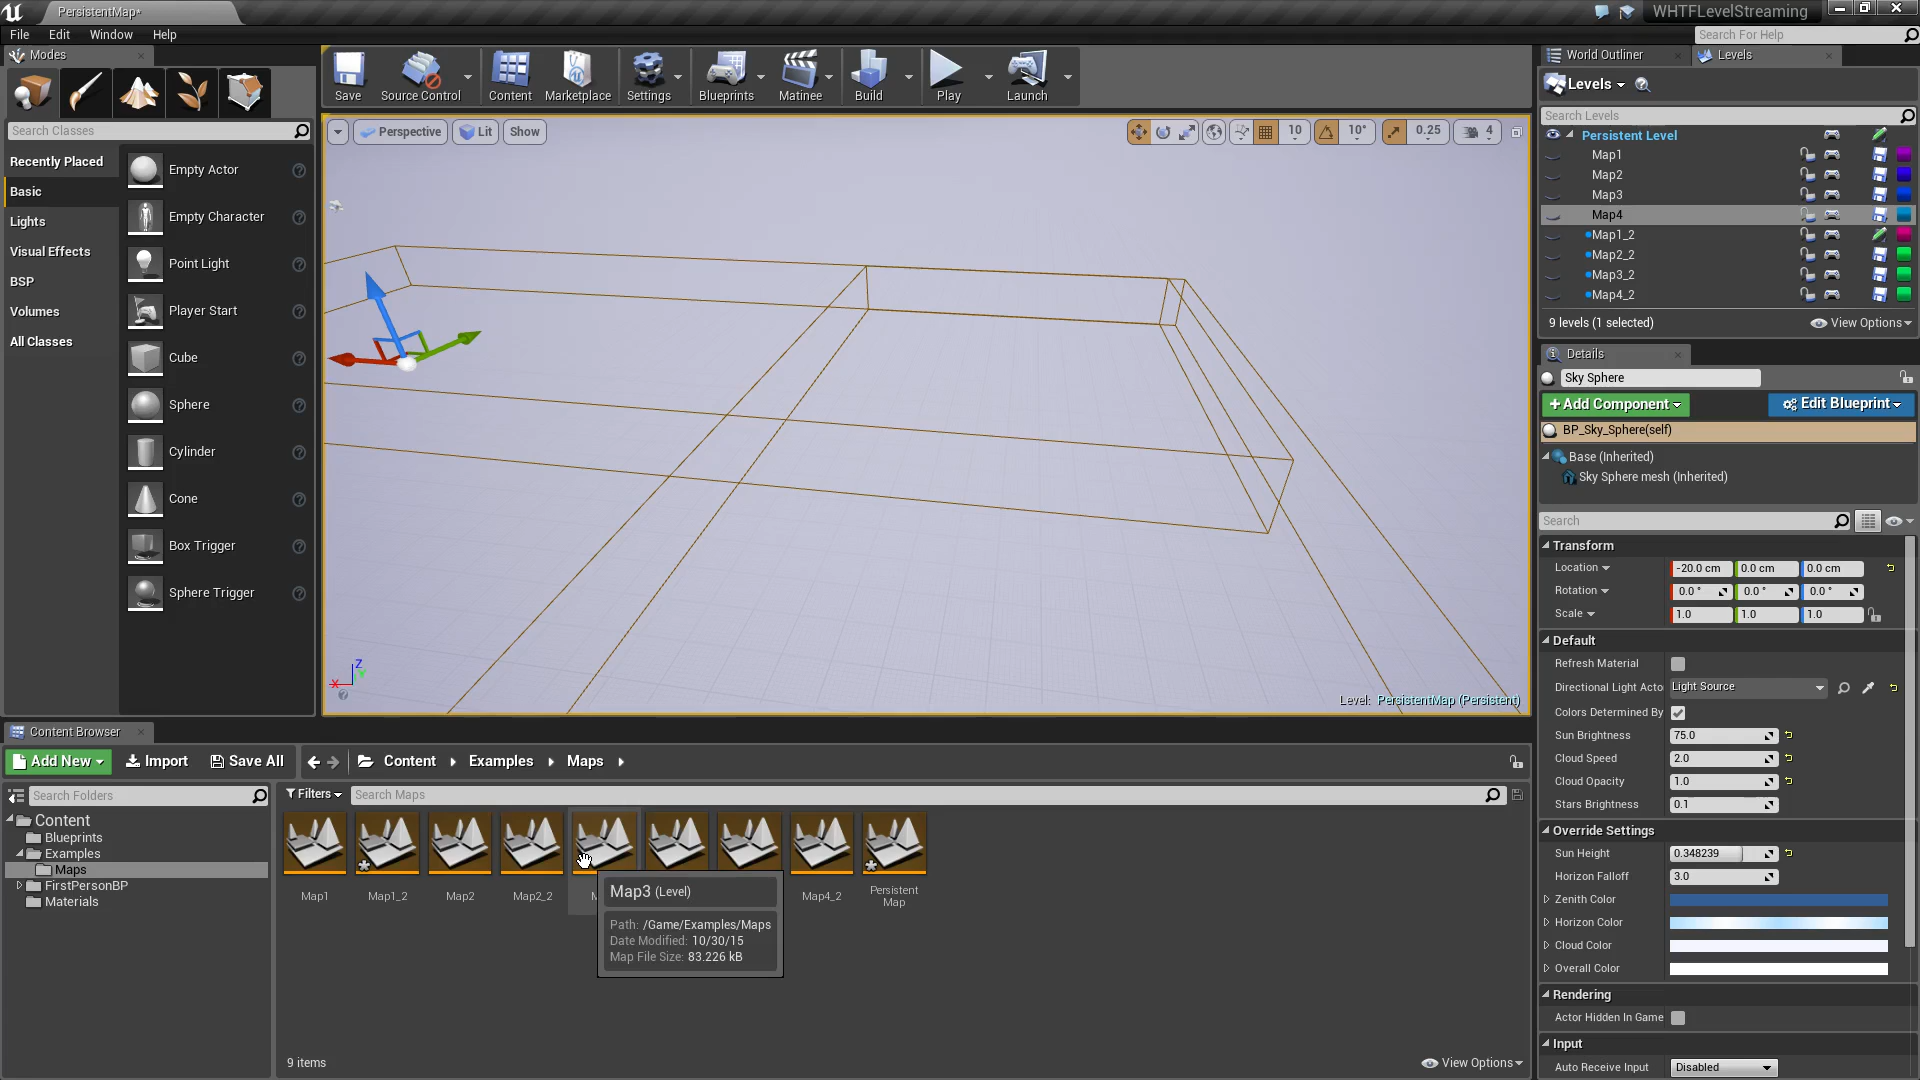 PersistentMap*
WHTFLevelStreaming
File Edit Window Help
Search For Help
Modes
Search Classes
Recently Placed
Basic
Lights
Visual Effects
BSP
Volumes
All Classes
Empty Actor
Empty Character
Point Light
Player Start
Cube
Sphere
Cylinder
Cone
Box Trigger
Sphere Trigger
Save Source Control Content Marketplace Settings Blueprints Matinee Build Play Launch
Perspective Lit Show
10 10° 0.25 4
Z
X
Level: PersistentMap (Persistent)
World Outliner Levels
Levels
Search Levels
Persistent Level
Map1
Map2
Map3
Map4
Map1_2
Map2_2
Map3_2
Map4_2
9 levels (1 selected) View Options
Details
Sky Sphere
+Add Component Edit Blueprint
BP_Sky_Sphere(self)
Base (Inherited)
Sky Sphere mesh (Inherited)
Search
Transform
Location -20.0 cm 0.0 cm 0.0 cm
Rotation 0.0 ° 0.0 ° 0.0 °
Scale 1.0 1.0 1.0
Default
Refresh Material
Directional Light Acto Light Source
Colors Determined By
Sun Brightness 75.0
Cloud Speed 2.0
Cloud Opacity 1.0
Stars Brightness 0.1
Override Settings
Sun Height 0.348239
Horizon Falloff 3.0
Zenith Color
Horizon Color
Cloud Color
Overall Color
Rendering
Actor Hidden In Game
Input
Auto Receive Input Disabled
Content Browser
Add New Import Save All Content Examples Maps
Search Folders
Filters Search Maps
Content
Blueprints
Examples
Maps
FirstPersonBP
Materials
Map1 Map1_2 Map2 Map2_2 M Map4_2 Persistent
Map
Map3 (Level)
Path: /Game/Examples/Maps
Date Modified: 10/30/15
Map File Size: 83.226 kB
9 items View Options